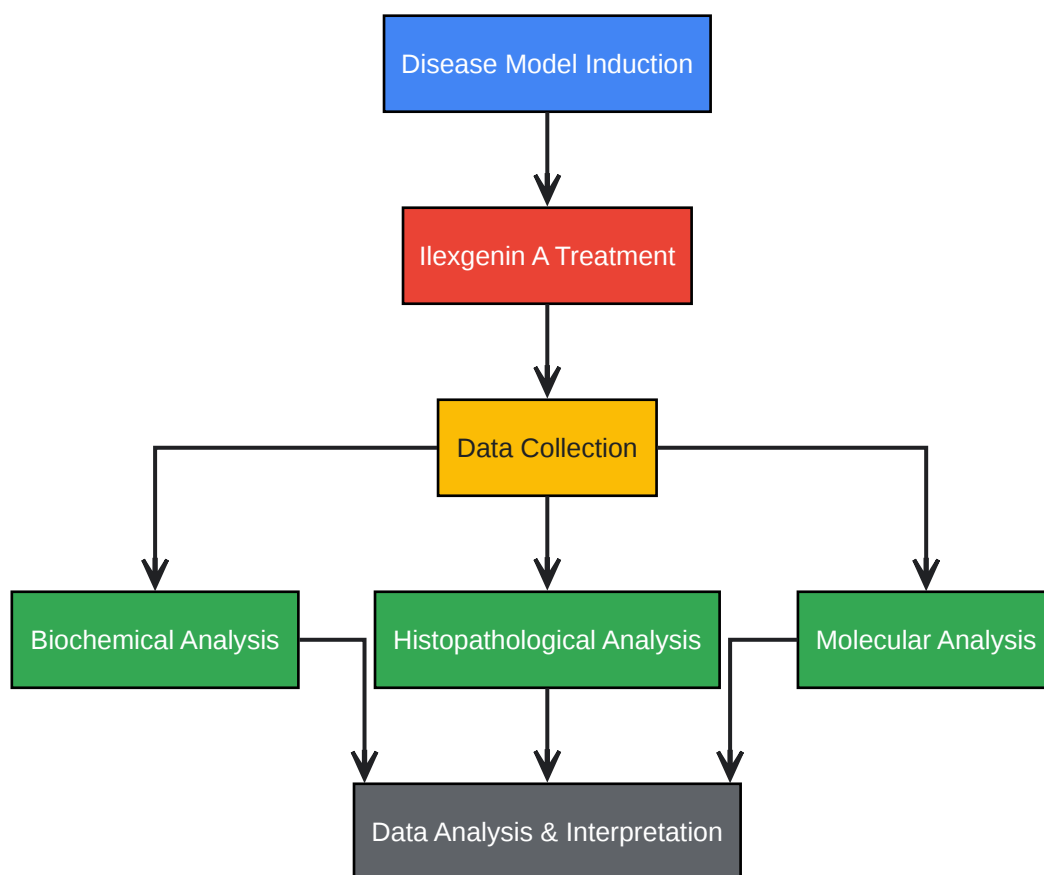 Disease Model Induction
Ilexgenin A Treatment
Data Collection
Biochemical Analysis
Histopathological Analysis
Molecular Analysis
Data Analysis & Interpretation